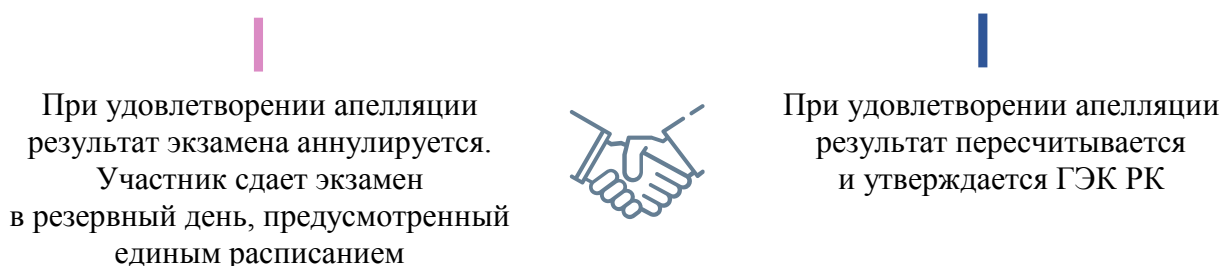 При удовлетворении апелляции
результат экзамена аннулируется.
Участник сдает экзамен
в резервный день, предусмотренный
единым расписанием
При удовлетворении апелляции
результат пересчитывается
и утверждается ГЭК РК